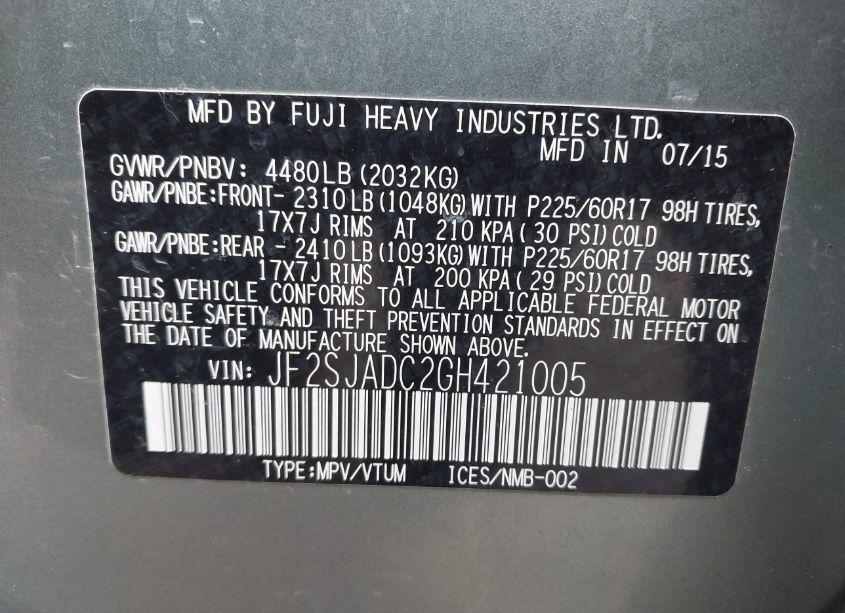 MFD BY FUJI HEAVY INDUSTRIES LTD.
MFD IN 07/15
GVWR/PNBV: 4480LB (2032KG)
GAWR/PNBE:FRONT- 2310LB (1048KG) WITH P225/60R17 98H TIRES,
17X7J RIMS AT 210 KPA ( 30 PSI) COLD
GAWR/PNBE:REAR - 2410LB (1093KG) WITH P225/60R17 98H TIRES,
17X7J RIMS AT 200 KPA ( 29 PSI) COLD
THIS VEHICLE CONFORMS TO ALL APPLICABLE FEDERAL MOTOR
VEHICLE SAFETY AND THEFT PREVENTION STANDARDS IN EFFECT ON
THE DATE OF MANUFACTURE SHOWN ABOVE.
VIN: JF2SJADC2GH421005
TYPE:MPV/VTUM ICES/NMB-002